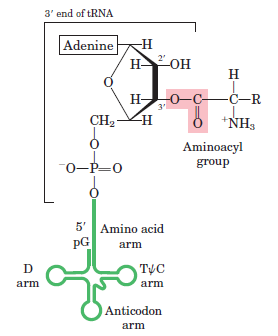 3′ end of tRNA
Adenine
H
H
2′
OH
O
H
H
3′
O
C
C
R
CH₂
H
O
⁺NH₃
O
Aminoacyl
group
⁻O
P
O
O
5′
Amino acid
pG
arm
D
TψC
arm
arm
Anticodon
arm